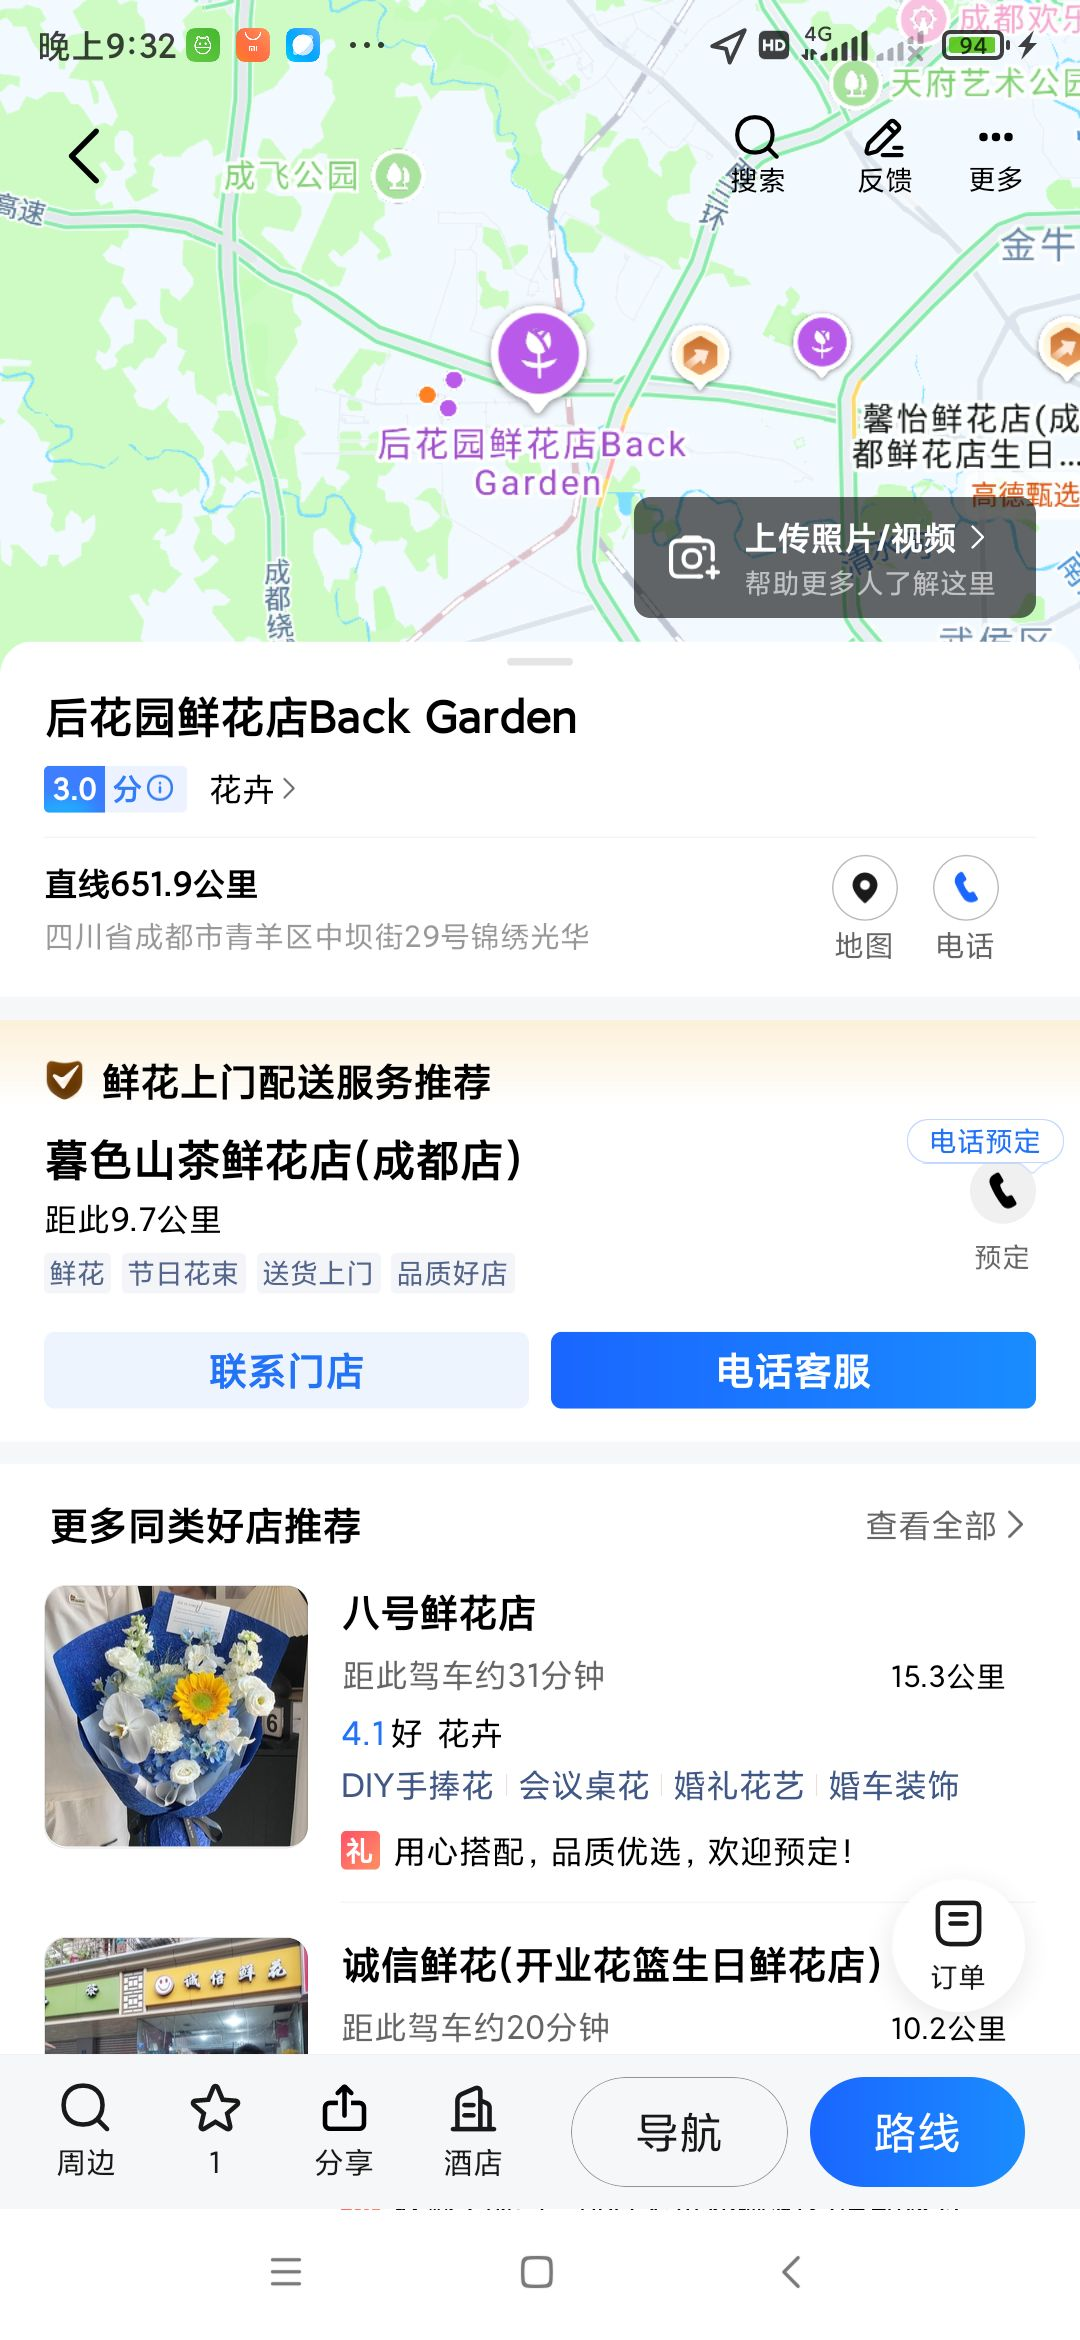 晚上9:32
HD
4G
94
成都欢乐
天府艺术公园
成飞公园
搜索
反馈
更多
高速
环
金牛
后花园鲜花店Back
Garden
馨怡鲜花店(成
都鲜花店生日...
高德甄选
上传照片/视频
帮助更多人了解这里
成都绕
武侯区
后花园鲜花店Back Garden
3.0 分 花卉
直线651.9公里
四川省成都市青羊区中坝街29号锦绣光华
地图
电话
鲜花上门配送服务推荐
暮色山茶鲜花店(成都店)
电话预定
距此9.7公里
鲜花 节日花束 送货上门 品质好店
预定
联系门店
电话客服
更多同类好店推荐
查看全部
八号鲜花店
距此驾车约31分钟
15.3公里
4.1好 花卉
DIY手捧花 会议桌花 婚礼花艺 婚车装饰
礼 用心搭配，品质优选，欢迎预定！
诚信鲜花
诚信鲜花(开业花篮生日鲜花店)
订单
距此驾车约20分钟
10.2公里
周边
1
分享
酒店
导航
路线